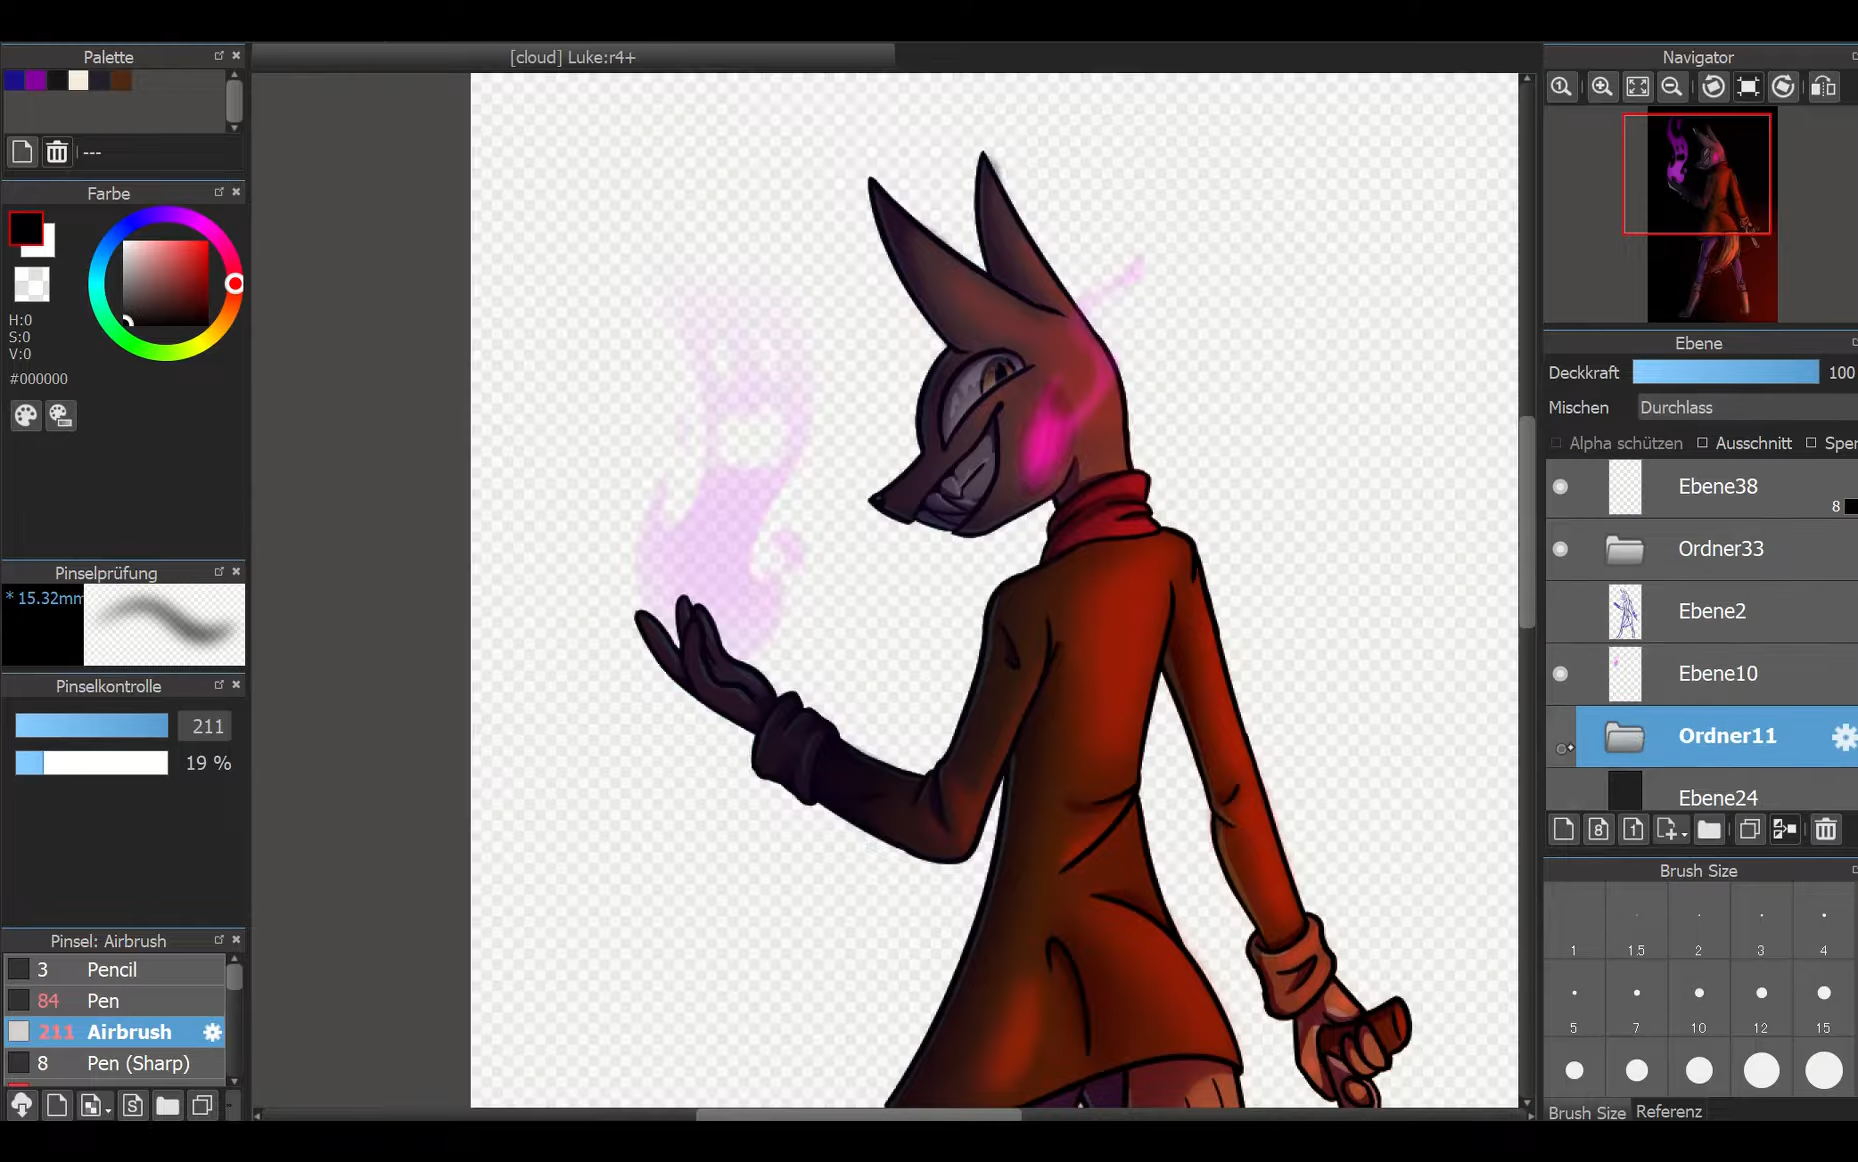 Palette
---
Farbe
H:0
S:0
V:0
#000000
Pinselprüfung
* 15.32mm
Pinselkontrolle
211
19 %
Pinsel: Airbrush
3 Pencil
84 Pen
211 Airbrush
8 Pen (Sharp)
S
[cloud] Luke:r4+
Navigator
1
Ebene
Deckkraft 100
Mischen Durchlass
Alpha schützen Ausschnitt Sper
Ebene38
8
Ordner33
Ebene2
Ebene10
Ordner11
Ebene24
8 1
Brush Size
1 1.5 2 3 4
5 7 10 12 15
Brush Size Referenz